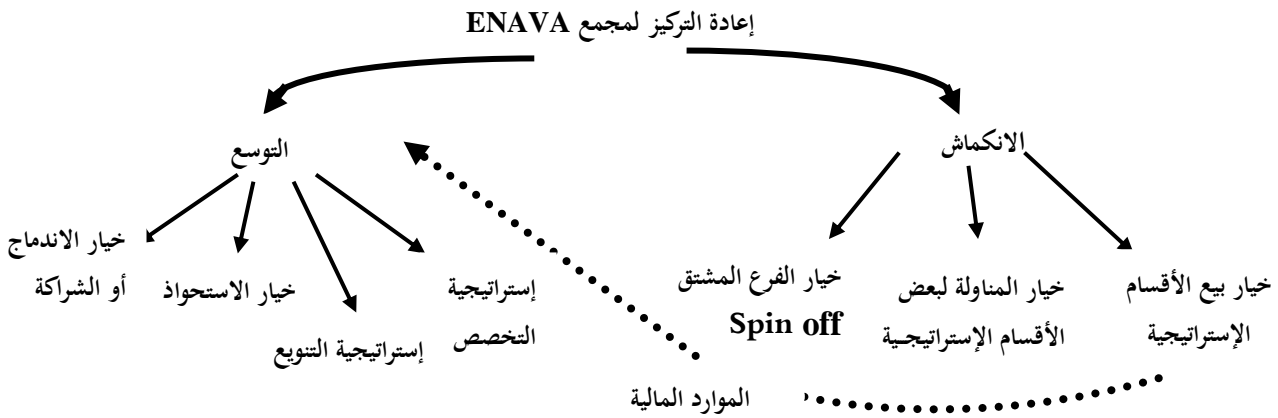 إعادة التركيز لمجمع ENAVA
الانكماش
التوسع
خيار بيع الأقسام
الإستراتيجية
خيار المناولة لبعض
الأقسام الإستراتيجـية
خيار الفرع المشتق
Spin off
إستراتيجية
التخصص
إستراتيجية التنويع
خيار الاستحواذ
خيار الاندماج
أو الشراكة
الموارد المالية